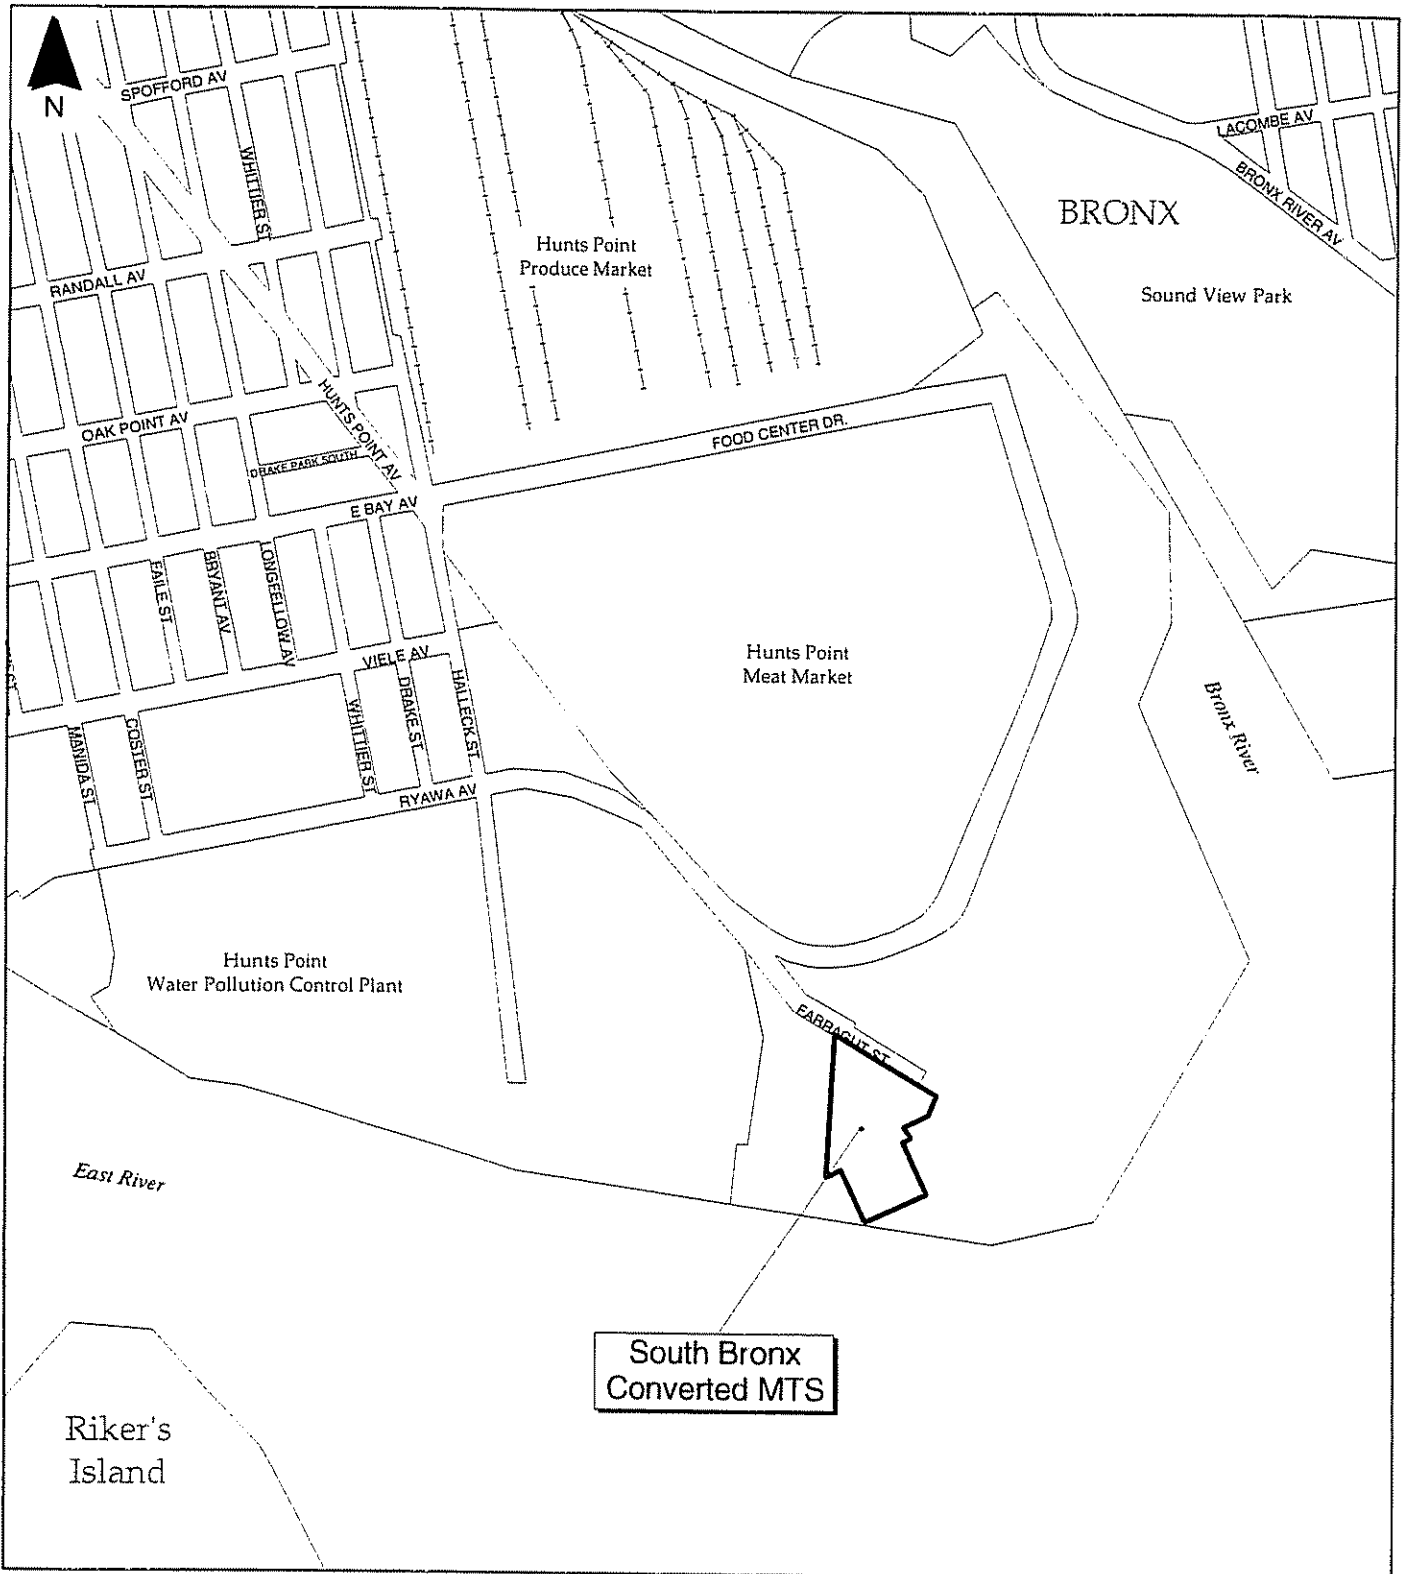 N
SPOFFORD AV
WHITTIER ST
LACOMBE AV
BRONX RIVER AV
BRONX
Hunts Point
Produce Market
RANDALL AV
Sound View Park
HUNTS POINT AV
OAK POINT AV
FOOD CENTER DR.
DRAKE PARK SOUTH
E BAY AV
FAILE ST
BRYANT AV
LONGFELLOW AV
Hunts Point
Meat Market
VIELE AV
HALLECK ST
DRAKE ST
WHITTIER ST
MANIDA ST
COSTER ST
Bronx River
RYAWA AV
Hunts Point
Water Pollution Control Plant
FARRAGUT ST
East River
South Bronx
Converted MTS
Riker's
Island